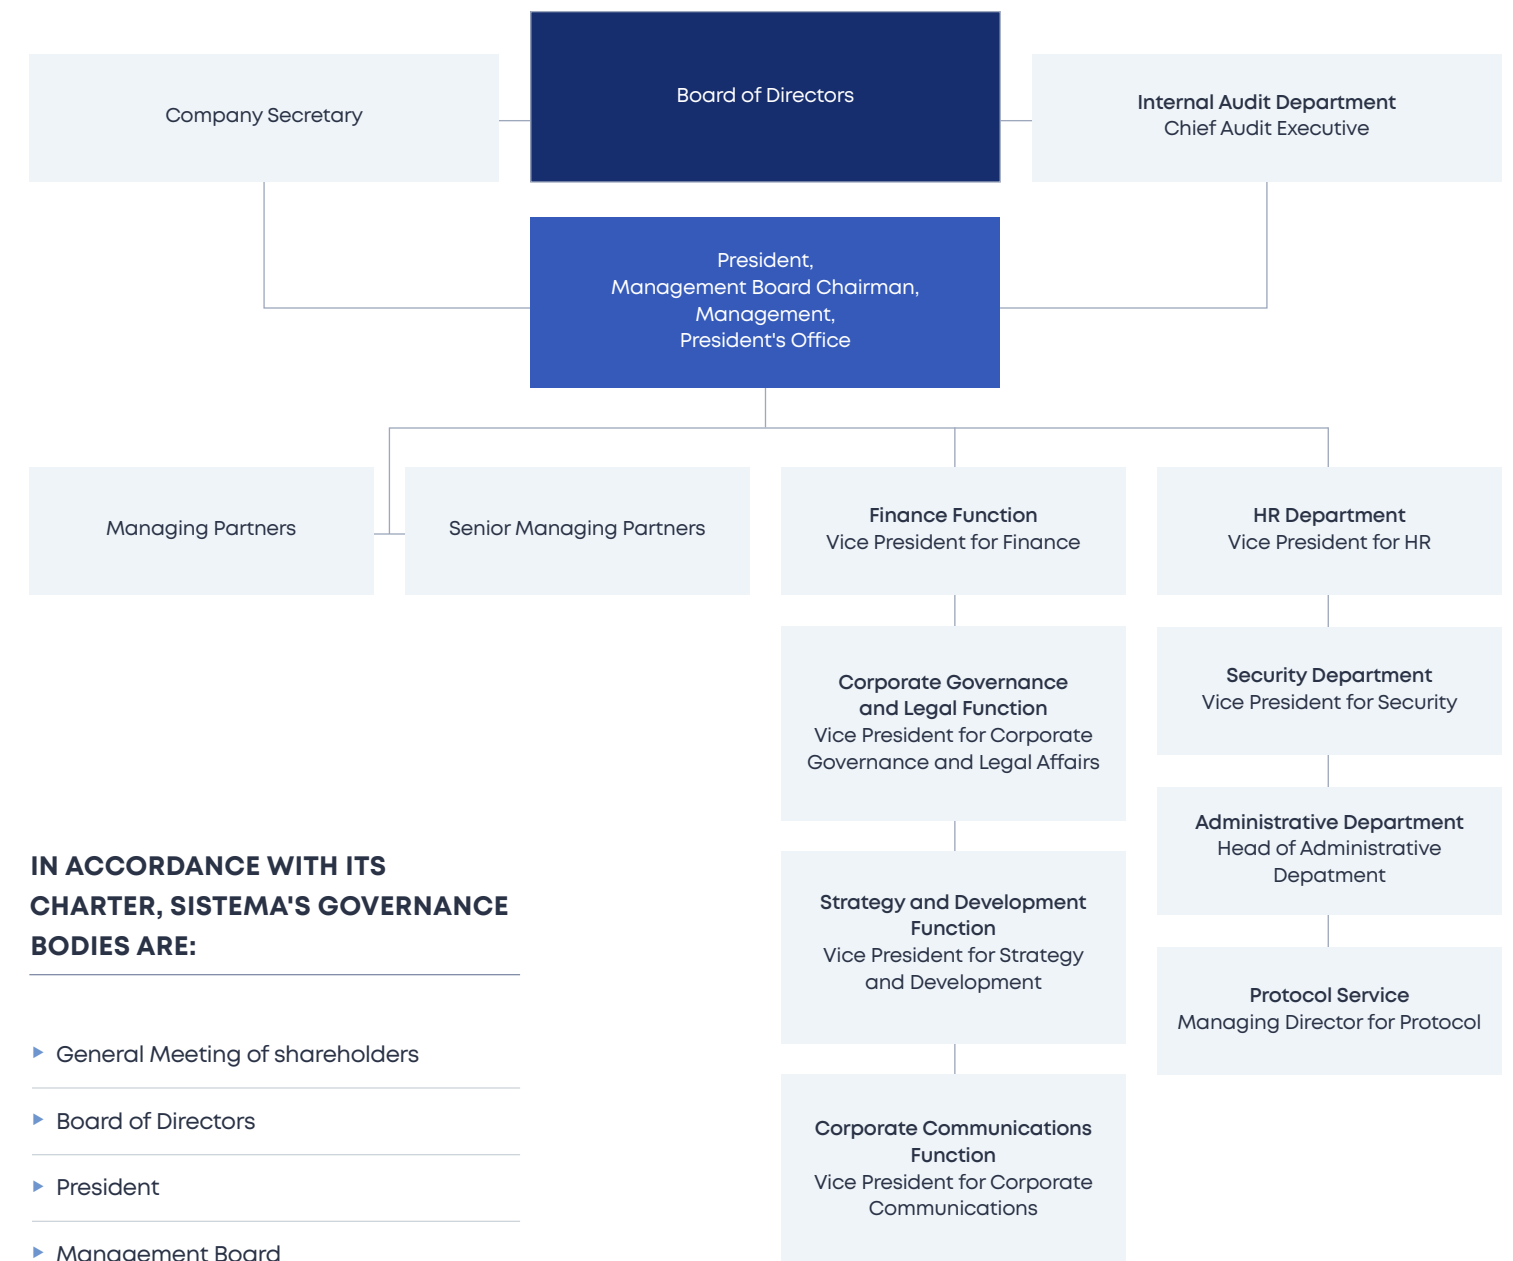 Company Secretary
Board of Directors
Internal Audit Department
Chief Audit Executive
President,
Management Board Chairman,
Management,
President's Office
Managing Partners
Senior Managing Partners
Finance Function
Vice President for Finance
HR Department
Vice President for HR
Corporate Governance
and Legal Function
Vice President for Corporate
Governance and Legal Affairs
Security Department
Vice President for Security
Administrative Department
Head of Administrative
Depatment
Strategy and Development
Function
Vice President for Strategy
and Development
Protocol Service
Managing Director for Protocol
Corporate Communications
Function
Vice President for Corporate
Communications
IN ACCORDANCE WITH ITS
CHARTER, SISTEMA'S GOVERNANCE
BODIES ARE:
General Meeting of shareholders
Board of Directors
President
Management Board